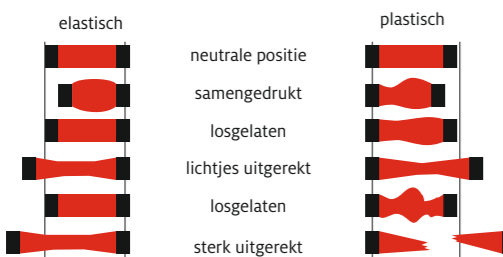 elastisch
plastisch
neutrale positie
samengedrukt
losgelaten
lichtjes uitgerekt
losgelaten
sterk uitgerekt